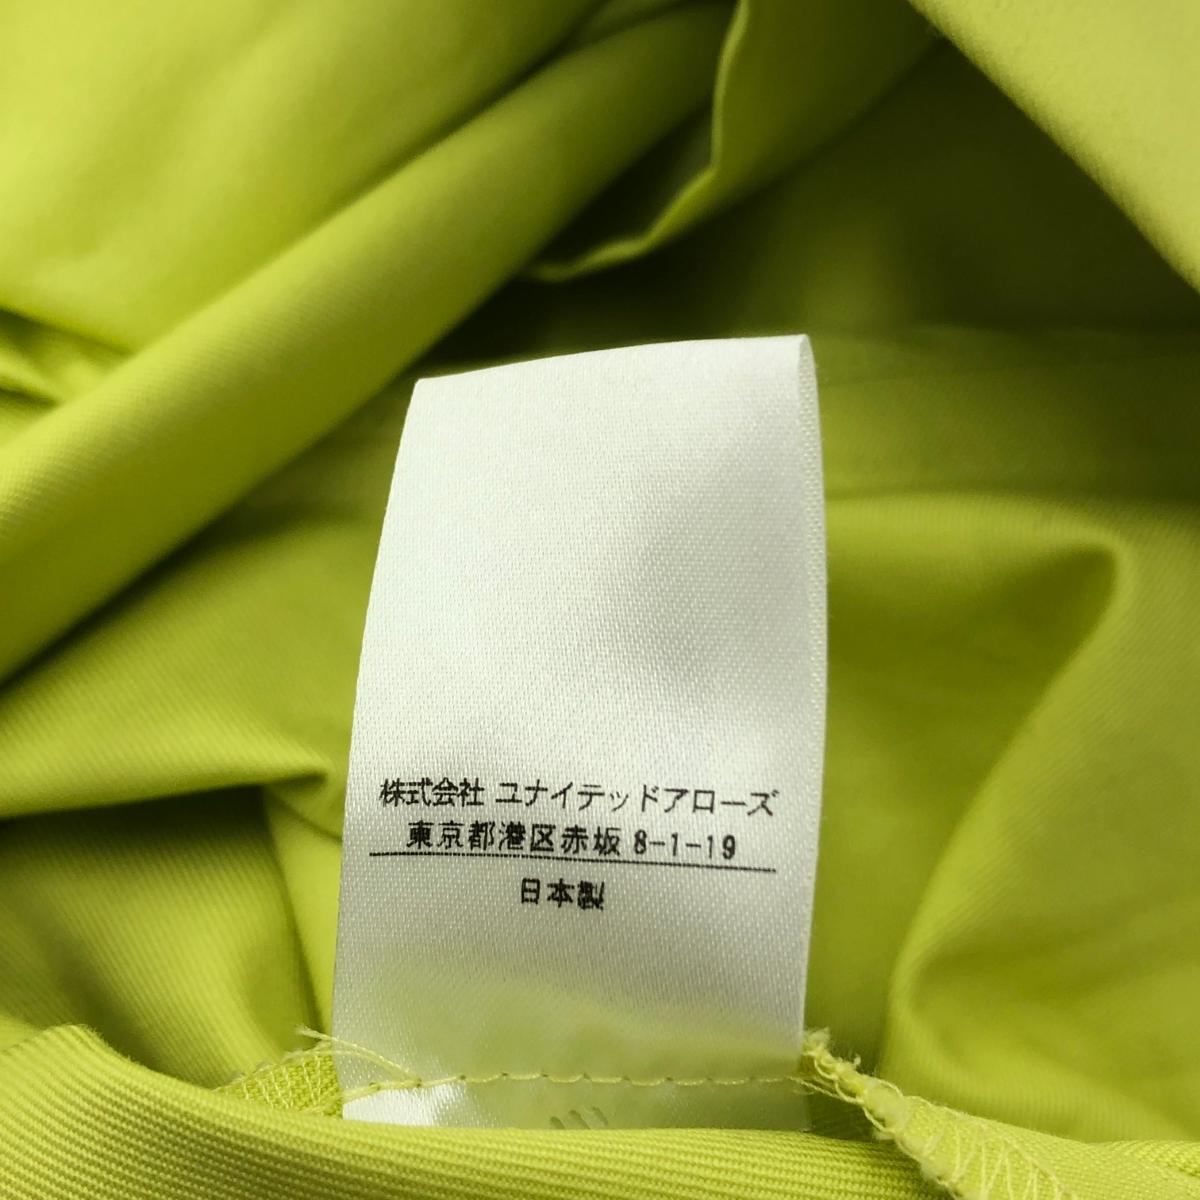 株式会社 ユナイテッドアローズ
東京都港区赤坂 8-1-19
日本製